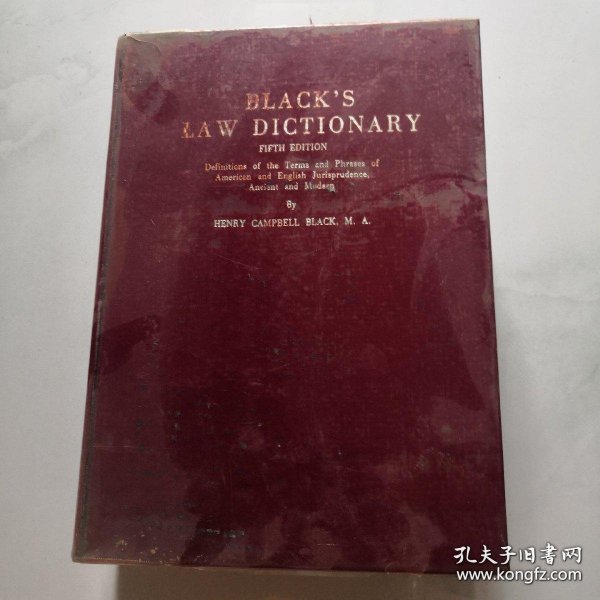 BLACK'S
LAW DICTIONARY
FIFTH EDITION
Definitions of the Terms and Phrases of
American and English Jurisprudence,
Ancient and Modern
By
HENRY CAMPBELL BLACK, M. A.
孔夫子旧书网
www.kongfz.com